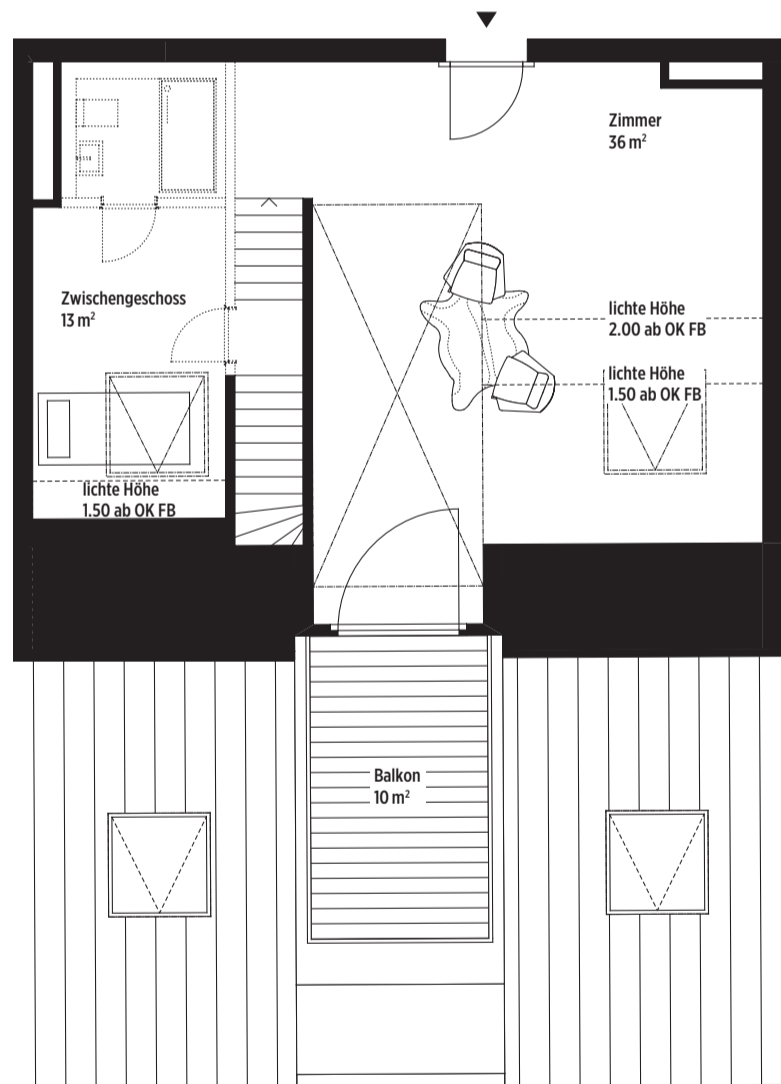 Zimmer
36 m²
Zwischengeschoss
13 m²
lichte Höhe
2.00 ab OK FB
lichte Höhe
1.50 ab OK FB
lichte Höhe
1.50 ab OK FB
Balkon
10 m²